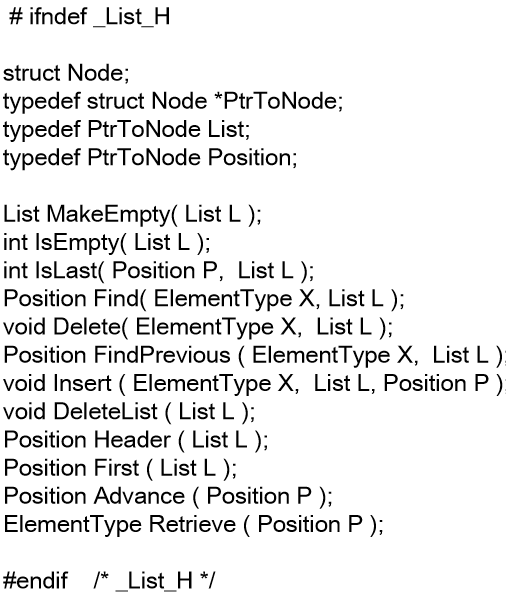 # ifndef _List_H
struct Node;
typedef struct Node *PtrToNode;
typedef PtrToNode List;
typedef PtrToNode Position;
List MakeEmpty( List L );
int IsEmpty( List L );
int IsLast( Position P,  List L );
Position Find( ElementType X, List L );
void Delete( ElementType X,  List L );
Position FindPrevious ( ElementType X,  List L );
void Insert ( ElementType X,  List L, Position P );
void DeleteList ( List L );
Position Header ( List L );
Position First ( List L );
Position Advance ( Position P );
ElementType Retrieve ( Position P );
#endif    /* _List_H */